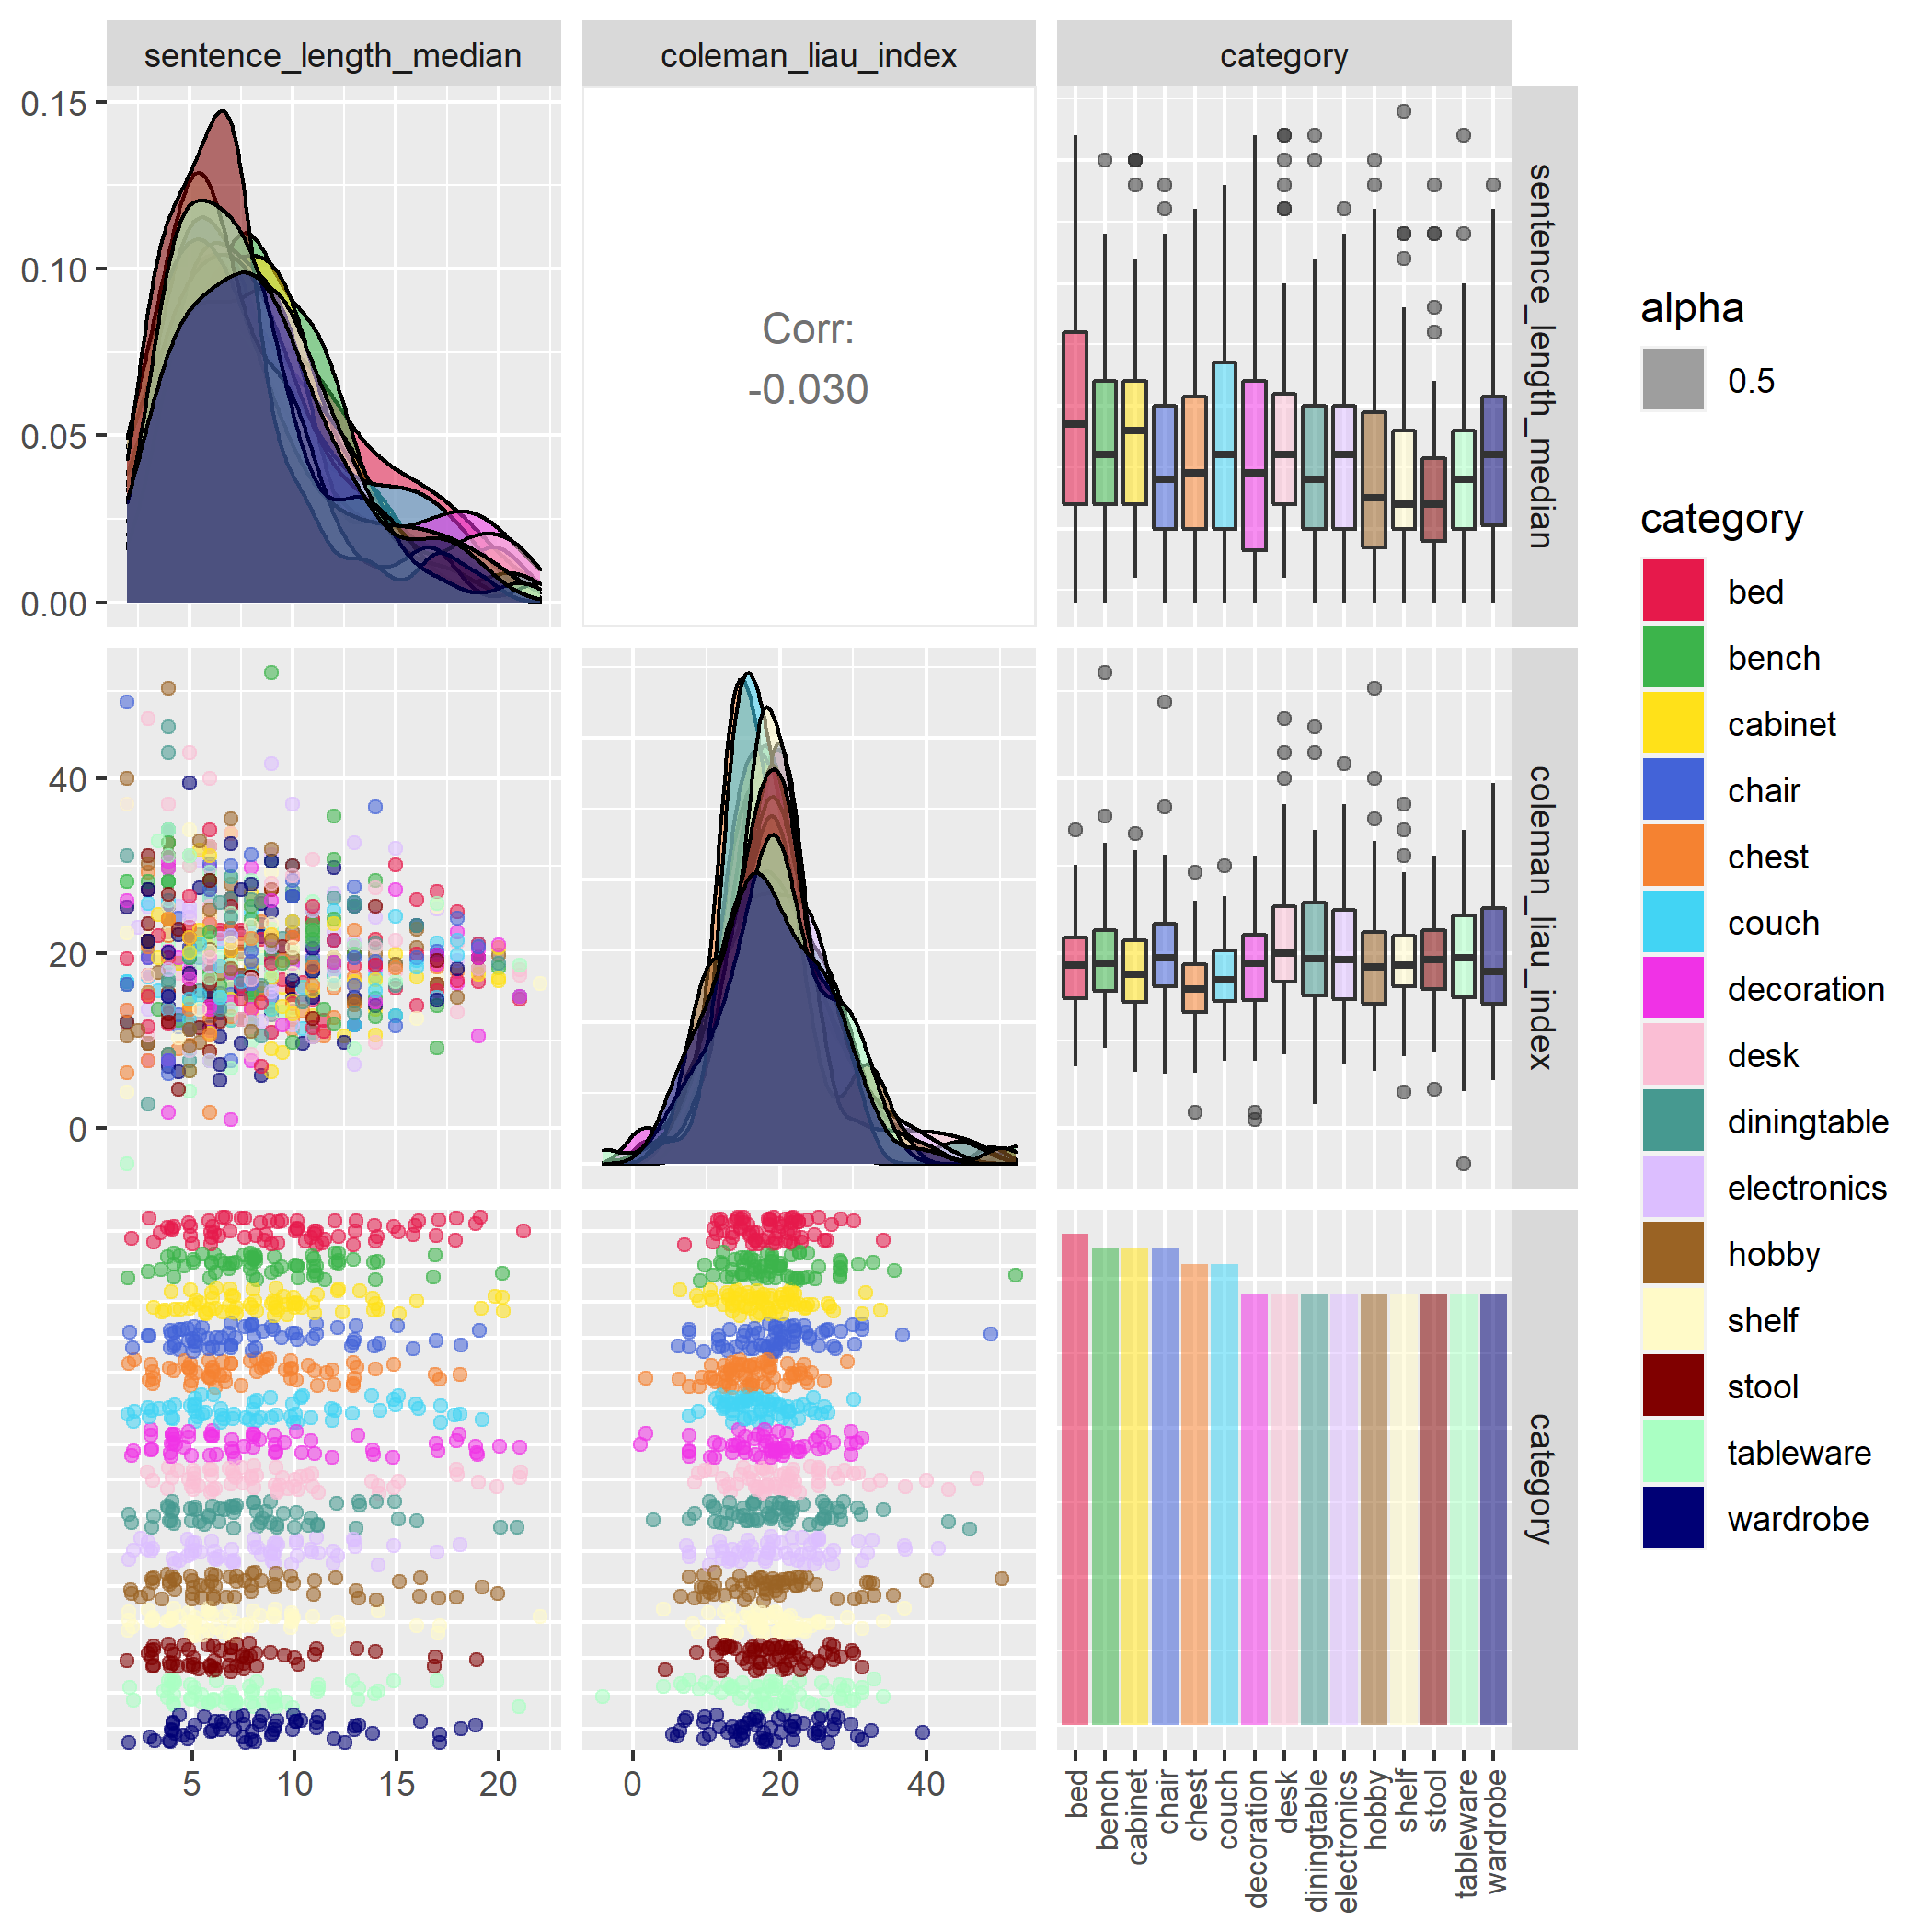 sentence_length_median
coleman_liau_index
category
0.15
0.10
0.05
0.00
Corr:
-0.030
sentence_length_median
40
20
0
coleman_liau_index
category
5
10
15
20
0
20
40
bed
bench
cabinet
chair
chest
couch
decoration
desk
diningtable
electronics
hobby
shelf
stool
tableware
wardrobe
alpha
0.5
category
bed
bench
cabinet
chair
chest
couch
decoration
desk
diningtable
electronics
hobby
shelf
stool
tableware
wardrobe